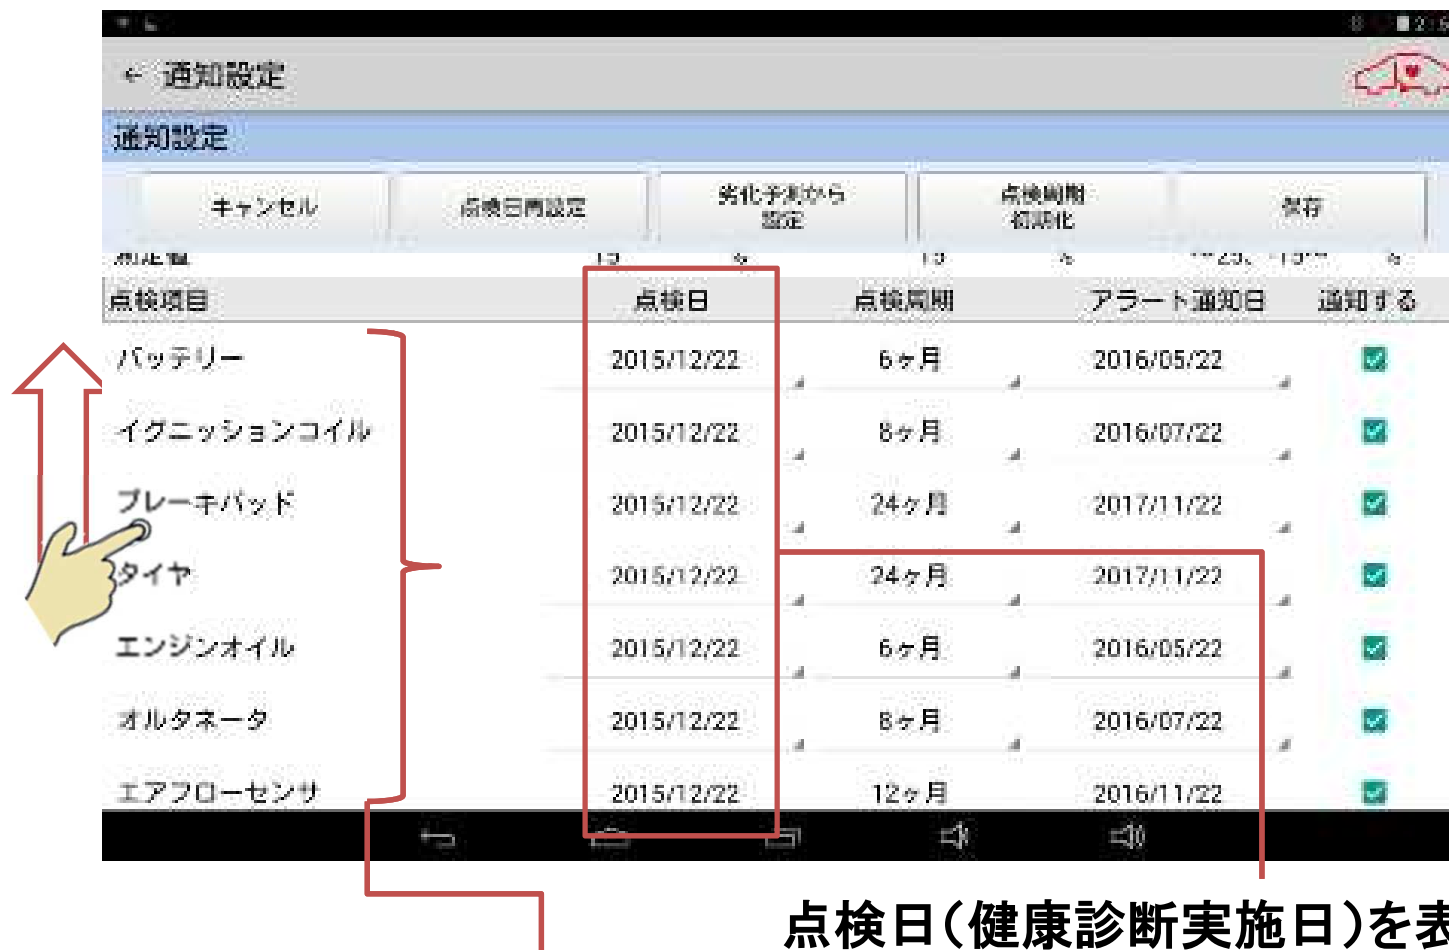 ← 通知設定
通知設定
キャンセル 点検日再設定 劣化予測から 設定 点検周期 初期化 保存
測定値 15 % 15 %
点検項目 点検日 点検周期 アラート通知日 通知する
バッテリー 2015/12/22 6ヶ月 2016/05/22
イグニッションコイル 2015/12/22 8ヶ月 2016/07/22
ブレーキパッド 2015/12/22 24ヶ月 2017/11/22
タイヤ 2015/12/22 24ヶ月 2017/11/22
エンジンオイル 2015/12/22 6ヶ月 2016/05/22
オルタネータ 2015/12/22 8ヶ月 2016/07/22
エアフローセンサ 2015/12/22 12ヶ月 2016/11/22
点検日(健康診断実施日)を表